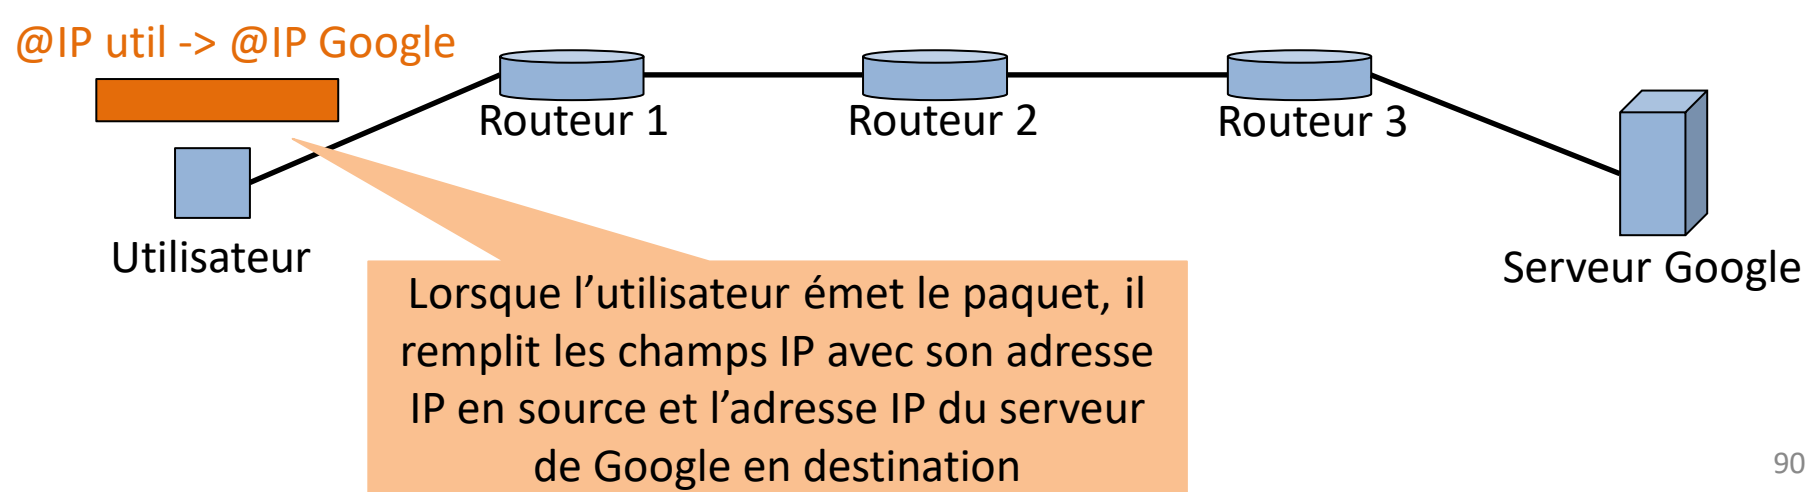 @IP util -> @IP Google
Routeur 1
Routeur 2
Routeur 3
Utilisateur
Serveur Google
Lorsque l’utilisateur émet le paquet, il
remplit les champs IP avec son adresse
IP en source et l’adresse IP du serveur
de Google en destination
90